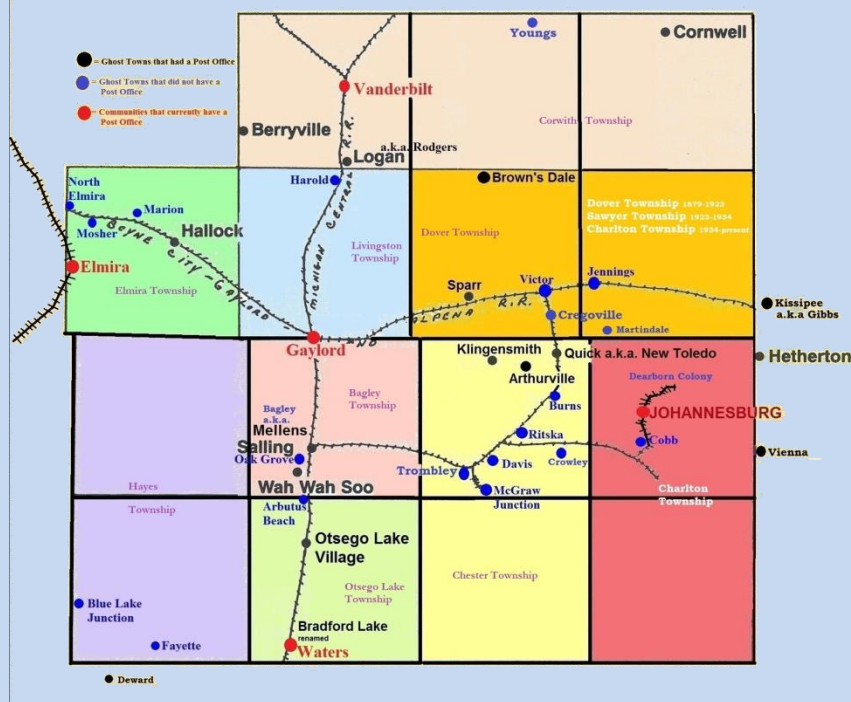 Youngs
Cornwell
= Ghost Towns that had a Post Office
= Ghost Towns that did not have a
Post Office
= Communities that currently have a
Post Office
Vanderbilt
Corwith Township
Berryville
a.k.a. Rodgers
Logan
MICHIGAN CENTRAL R.R.
North
Elmira
Harold
Brown's Dale
Marion
Mosher
Hallock
Dover Township 1879-1922
Sawyer Township 1923-1924
Charlton Township 1934-present
Dover Township
Livingston
Township
BOYNE CITY-GAYLORD-
AND ALPENA R.R.
Elmira
Elmira Township
Sparr
Victor
Jennings
Kissipee
a.k.a Gibbs
Cregoville
Martindale
Gaylord
Klingensmith
Quick a.k.a. New Toledo
Hetherton
Arthurville
Dearborn Colony
Bagley
Township
Burns
Bagley
a.k.a.
Mellens
JOHANNESBURG
Salling
Ritska
Cobb
Oak Grove
Davis
Crowley
Vienna
Trombley
Wah Wah Soo
McGraw
Junction
Charlton
Township
Hayes
Township
Arbutus
Beach
Otsego Lake
Village
Chester Township
Otsego Lake
Township
Blue Lake
Junction
Bradford Lake
renamed
Waters
Fayette
Deward